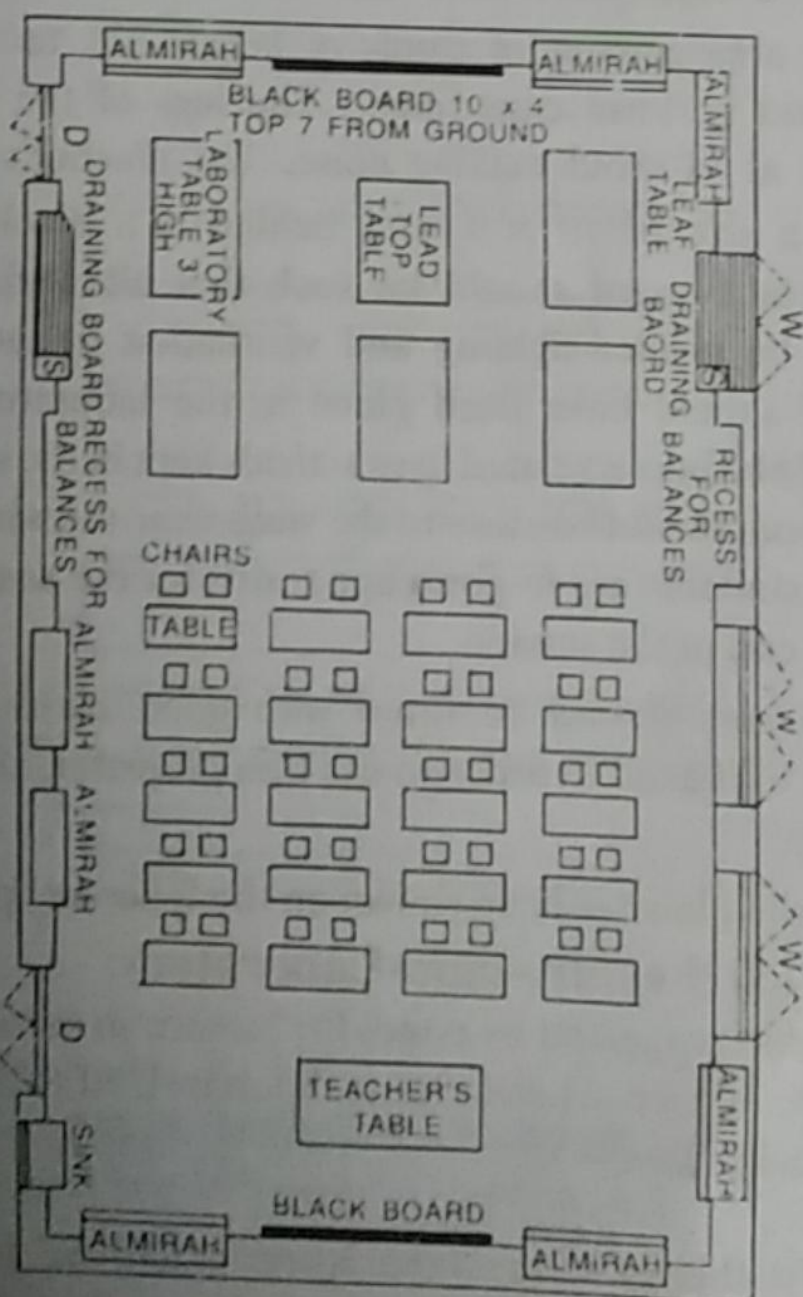 ALMIRAH
ALMIRAH
ALMIRAH
BLACK BOARD 10 x 4
TOP 7 FROM GROUND
D
LABORATORY
TABLE 3'
HIGH
LEAD
TOP
TABLE
LEAF
TABLE
W
DRAINING BOARD
S
DRAINING
BAORD
S
RECESS FOR
BALANCES
RECESS
FOR
BALANCES
CHAIRS
TABLE
W
ALMIRAH
ALMIRAH
W
D
TEACHER'S
TABLE
ALMIRAH
SINK
BLACK BOARD
ALMIRAH
ALMIRAH